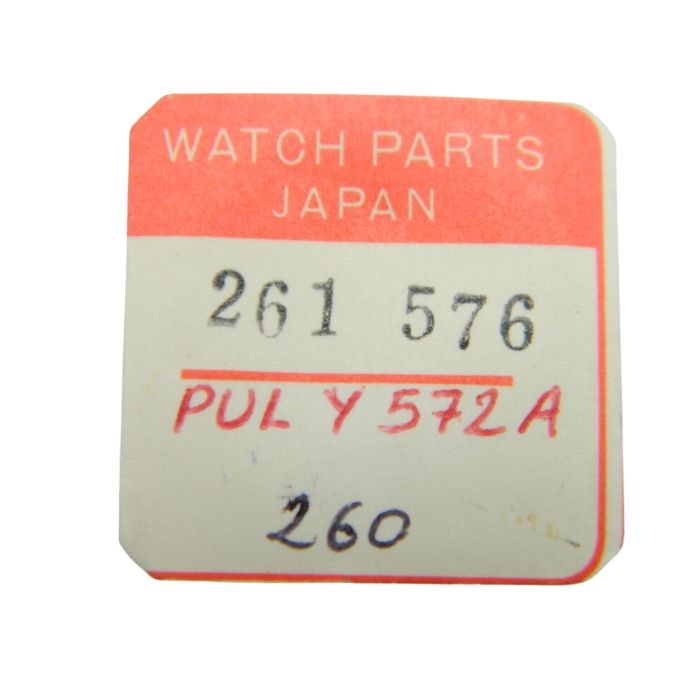 WATCH PARTS
JAPAN
261 576
PUL Y 572A
260